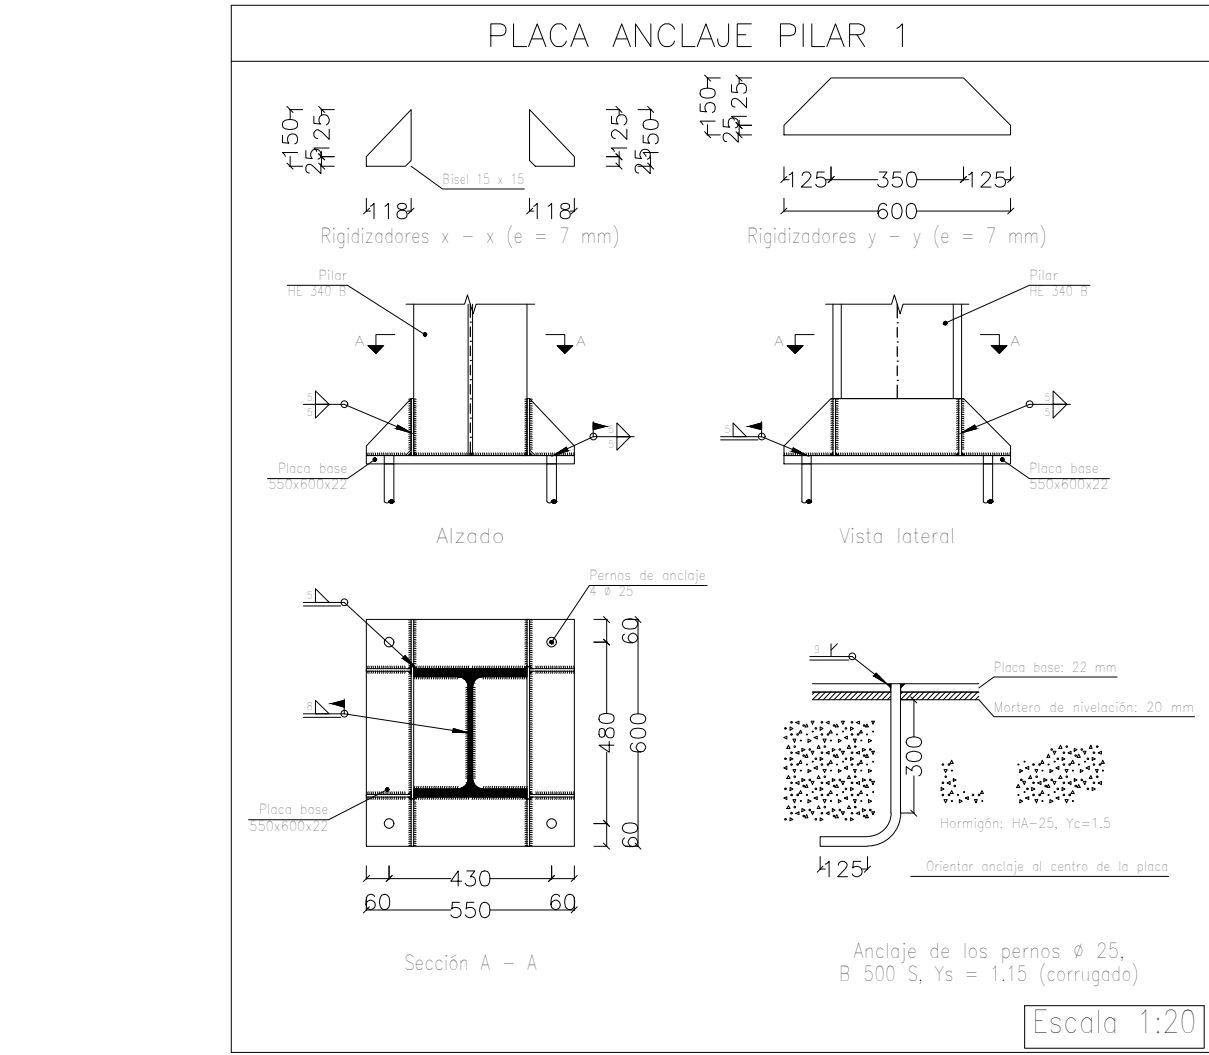 PLACA ANCLAJE PILAR 1
150
125
25
125
150
25
Bisel 15 x 15
118
118
Rigidizadores x - x (e = 7 mm)
150
125
25
125
350
125
600
Rigidizadores y - y (e = 7 mm)
Pilar
HE 340 B
A
A
5
5
5
5
Placa base
550x600x22
Alzado
Pilar
HE 340 B
A
A
5
5
5
Placa base
550x600x22
Vista lateral
5
Pernos de anclaje
4 ø 25
8
Placa base
550x600x22
60
480
600
60
430
60
60
550
Sección A - A
9
Placa base: 22 mm
Mortero de nivelación: 20 mm
300
Hormigón: HA-25, Yc=1.5
125
Orientar anclaje al centro de la placa
Anclaje de los pernos ø 25,
B 500 S, Ys = 1.15 (corrugado)
Escala 1:20